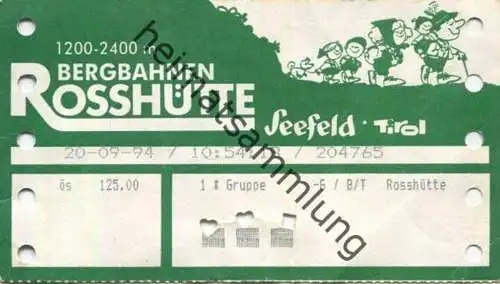 1200-2400 m
BERGBAHNEN
ROSSHÜTTE
Seefeld · Tirol
20-09-94 / 10:54 / 204765
ös 125.00 1 * Gruppe -G / B/T Rosshütte
heimatsammlung